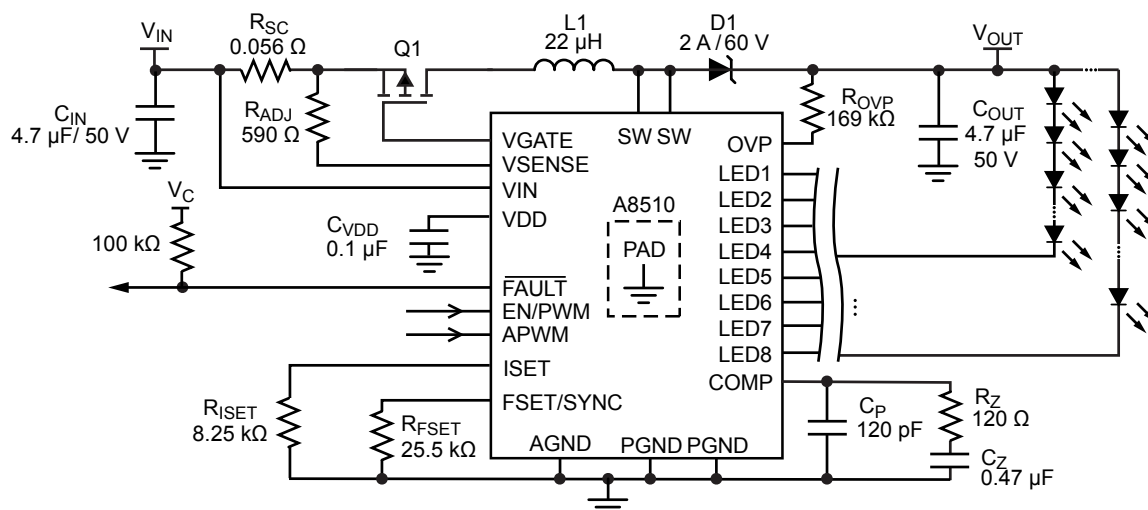 VIN
RSC
0.056 Ω
Q1
L1
22 µH
D1
2 A / 60 V
VOUT
CIN
4.7 µF/ 50 V
RADJ
590 Ω
ROVP
169 kΩ
COUT
4.7 µF
50 V
VGATE
VSENSE
VIN
VDD
FAULT
EN/PWM
APWM
ISET
FSET/SYNC
AGND
PGND
PGND
SW
SW
OVP
LED1
LED2
LED3
LED4
LED5
LED6
LED7
LED8
COMP
A8510
PAD
VC
100 kΩ
CVDD
0.1 µF
RISET
8.25 kΩ
RFSET
25.5 kΩ
CP
120 pF
RZ
120 Ω
CZ
0.47 µF